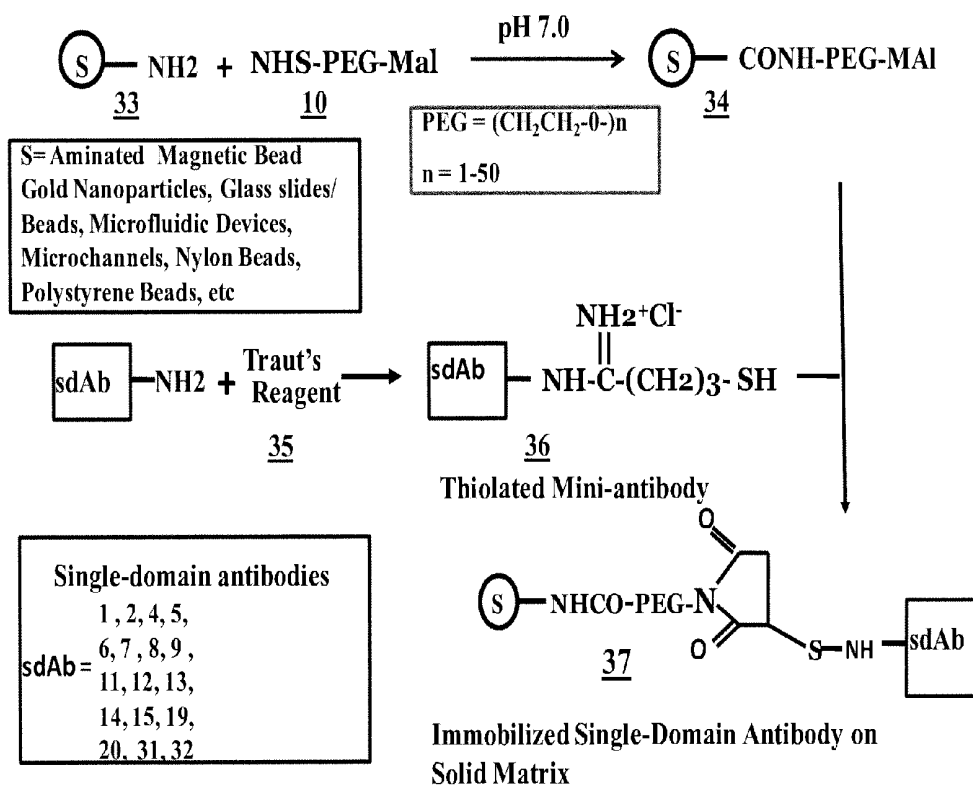 S NH2 + NHS-PEG-Mal pH 7.0 S CONH-PEG-MAl
33 10 34
PEG = (CH₂CH₂-0-)n
n = 1-50
S= Aminated Magnetic Bead
Gold Nanoparticles, Glass slides/
Beads, Microfluidic Devices,
Microchannels, Nylon Beads,
Polystyrene Beads, etc
NH2⁺Cl⁻
sdAb -NH2 + Traut's
Reagent
sdAb NH-C-(CH2)3- SH
35
36
Thiolated Mini-antibody
Single-domain antibodies
sdAb =
1 , 2, 4, 5,
6, 7 , 8, 9 ,
11, 12, 13,
14, 15, 19,
20, 31, 32
O
S NHCO-PEG-N
O
S-NH sdAb
37
Immobilized Single-Domain Antibody on
Solid Matrix